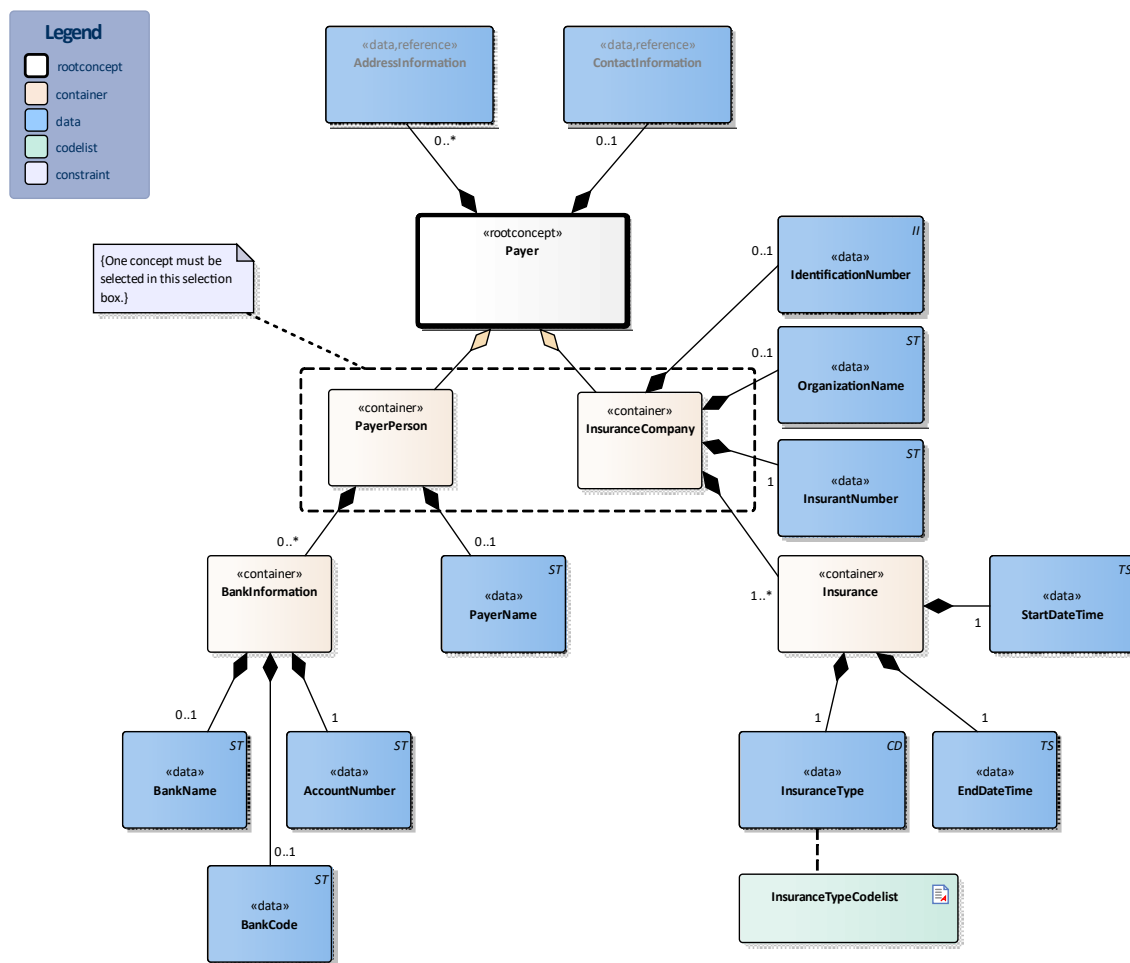 Legend
rootconcept
container
data
codelist
constraint
«data,reference»
AddressInformation
«data,reference»
ContactInformation
0..*
0..1
«rootconcept»
Payer
{One concept must be
selected in this selection
box.}
II
«data»
IdentificationNumber
0..1
ST
«data»
OrganizationName
0..1
«container»
PayerPerson
«container»
InsuranceCompany
ST
«data»
InsurantNumber
1
0..*
0..1
1..*
«container»
BankInformation
ST
«data»
PayerName
«container»
Insurance
TS
«data»
StartDateTime
1
0..1
1
1
1
ST
«data»
BankName
ST
«data»
AccountNumber
CD
«data»
InsuranceType
TS
«data»
EndDateTime
0..1
ST
«data»
BankCode
InsuranceTypeCodelist